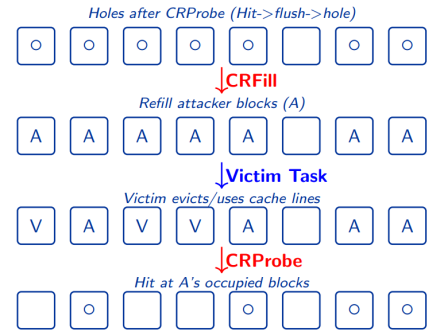 Holes after CRProbe (Hit->flush->hole)
CRFill
Refill attacker blocks (A)
A A A A A A A
Victim Task
Victim evicts/uses cache lines
V A V V A A A
CRProbe
Hit at A's occupied blocks